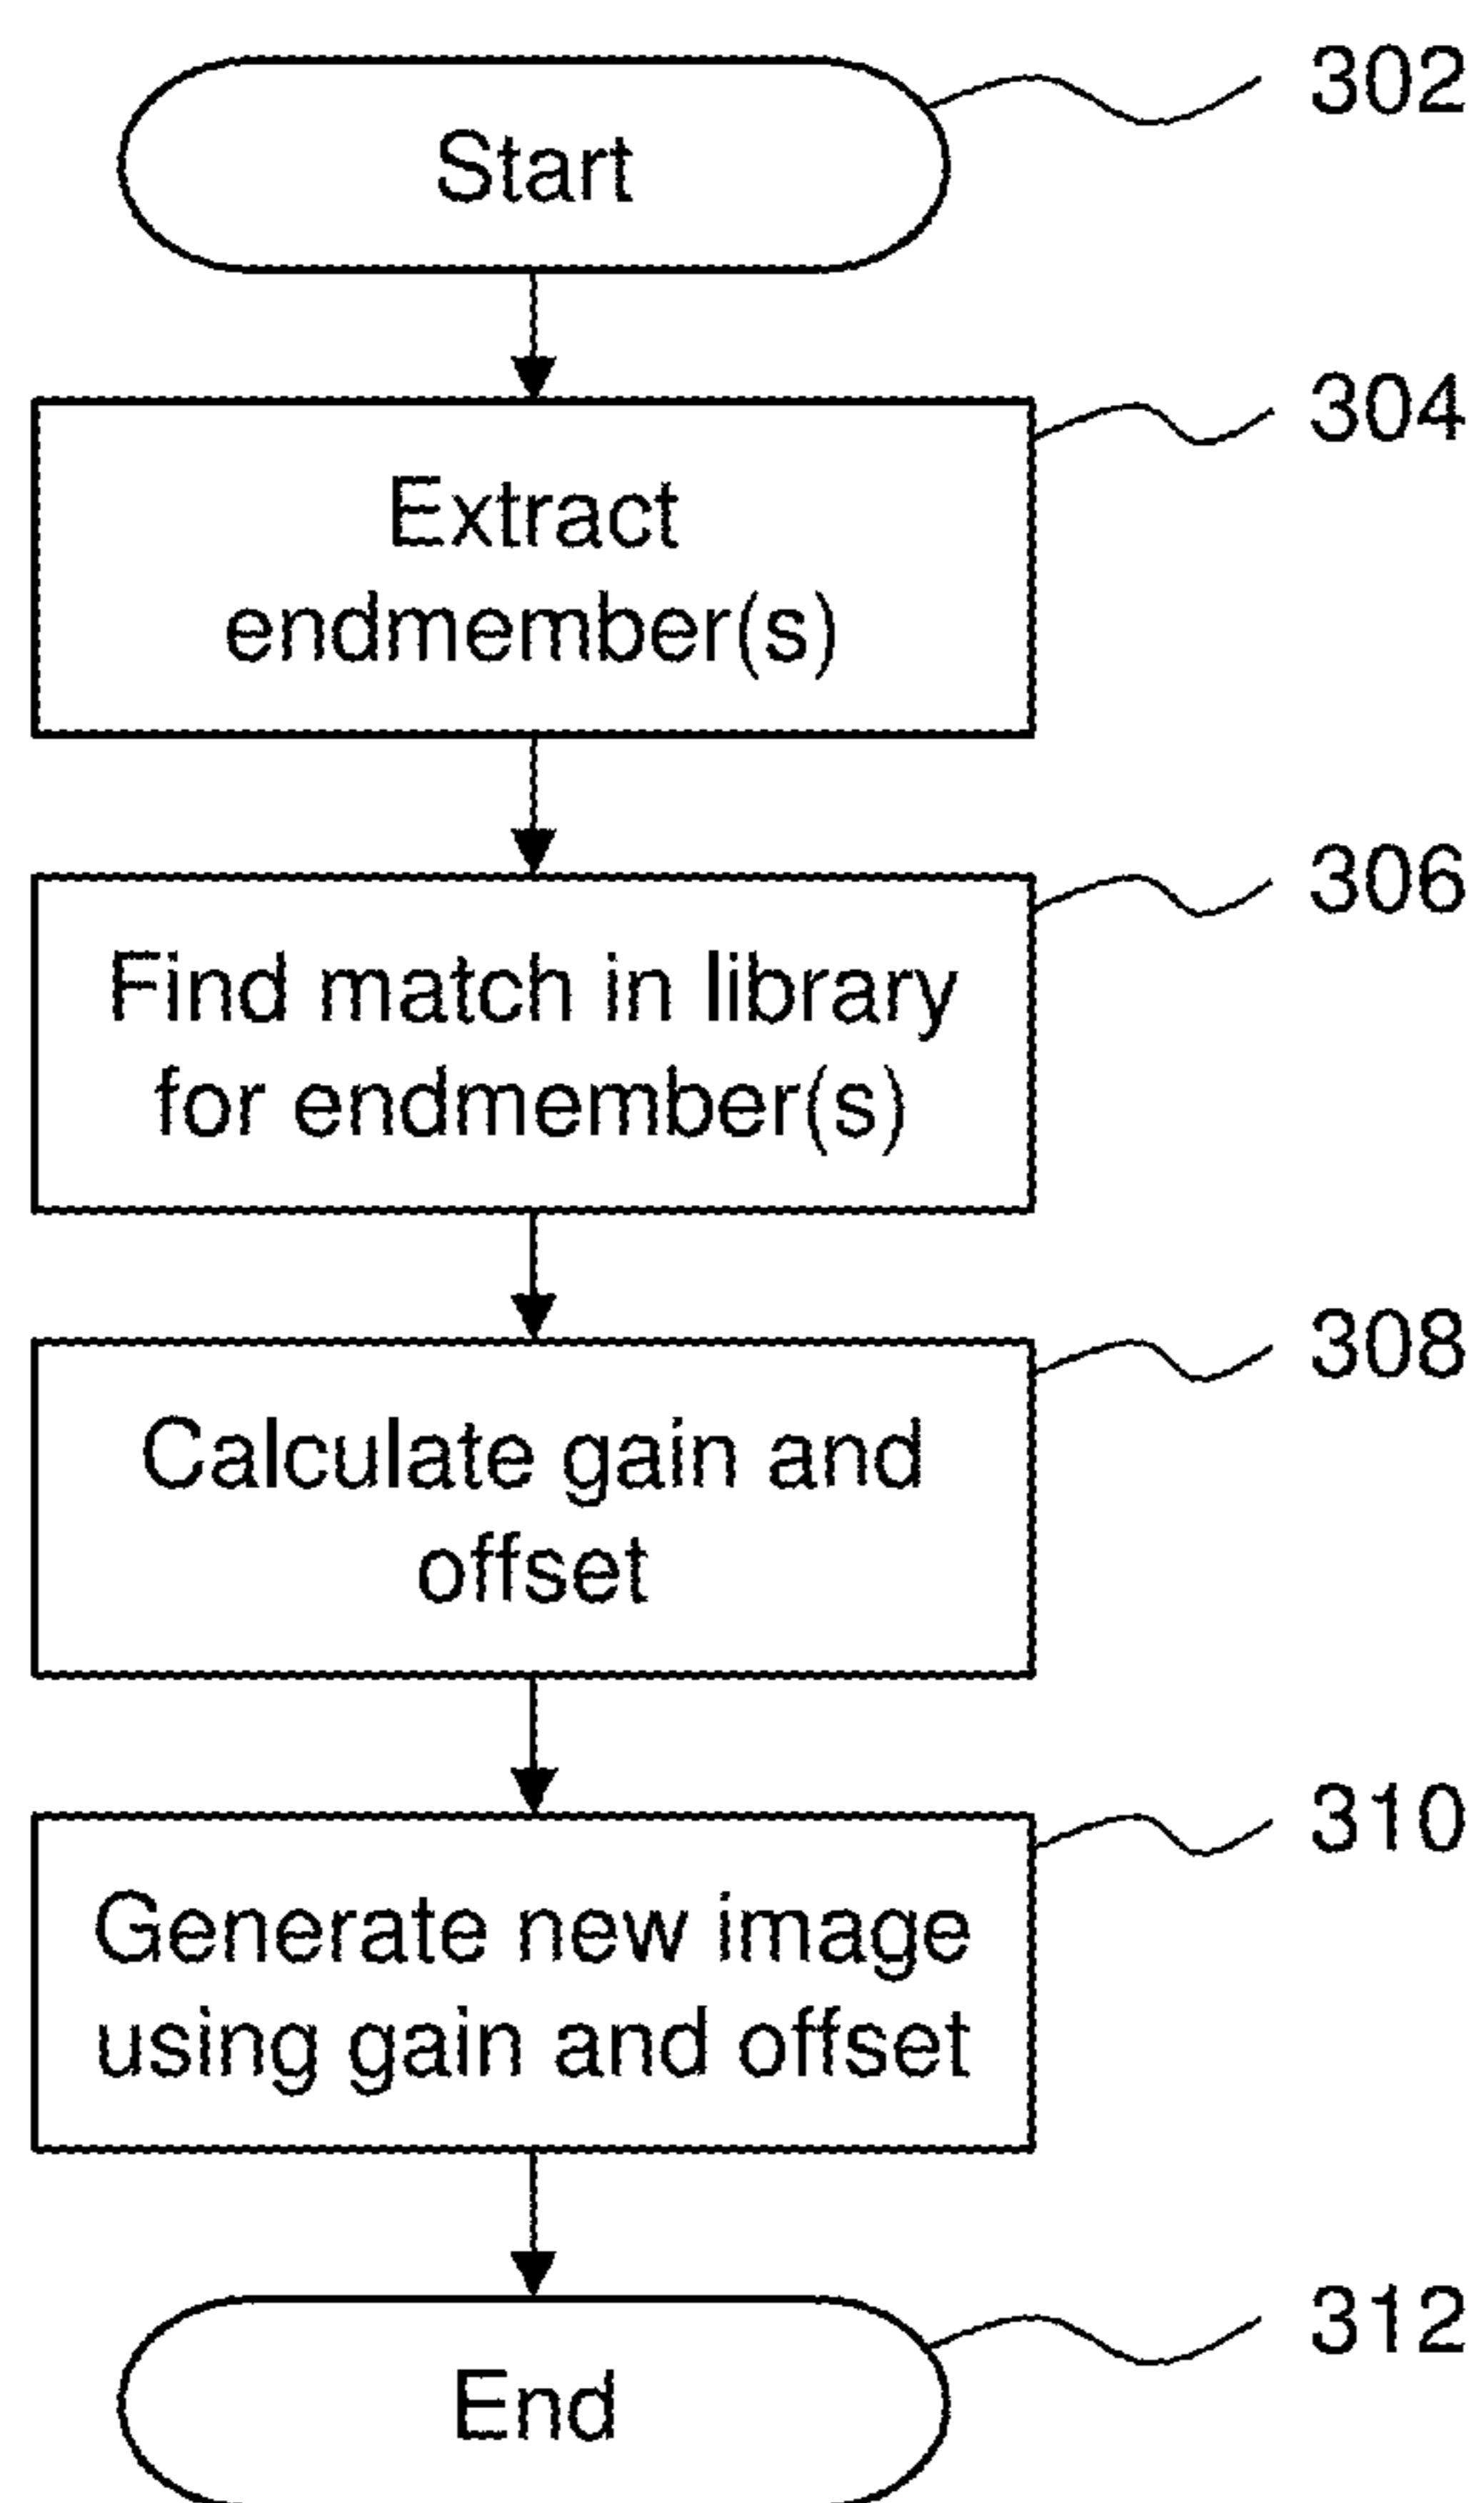 Start
302
Extract
endmember(s)
304
Find match in library
for endmember(s)
306
Calculate gain and
offset
308
Generate new image
using gain and offset
310
End
312